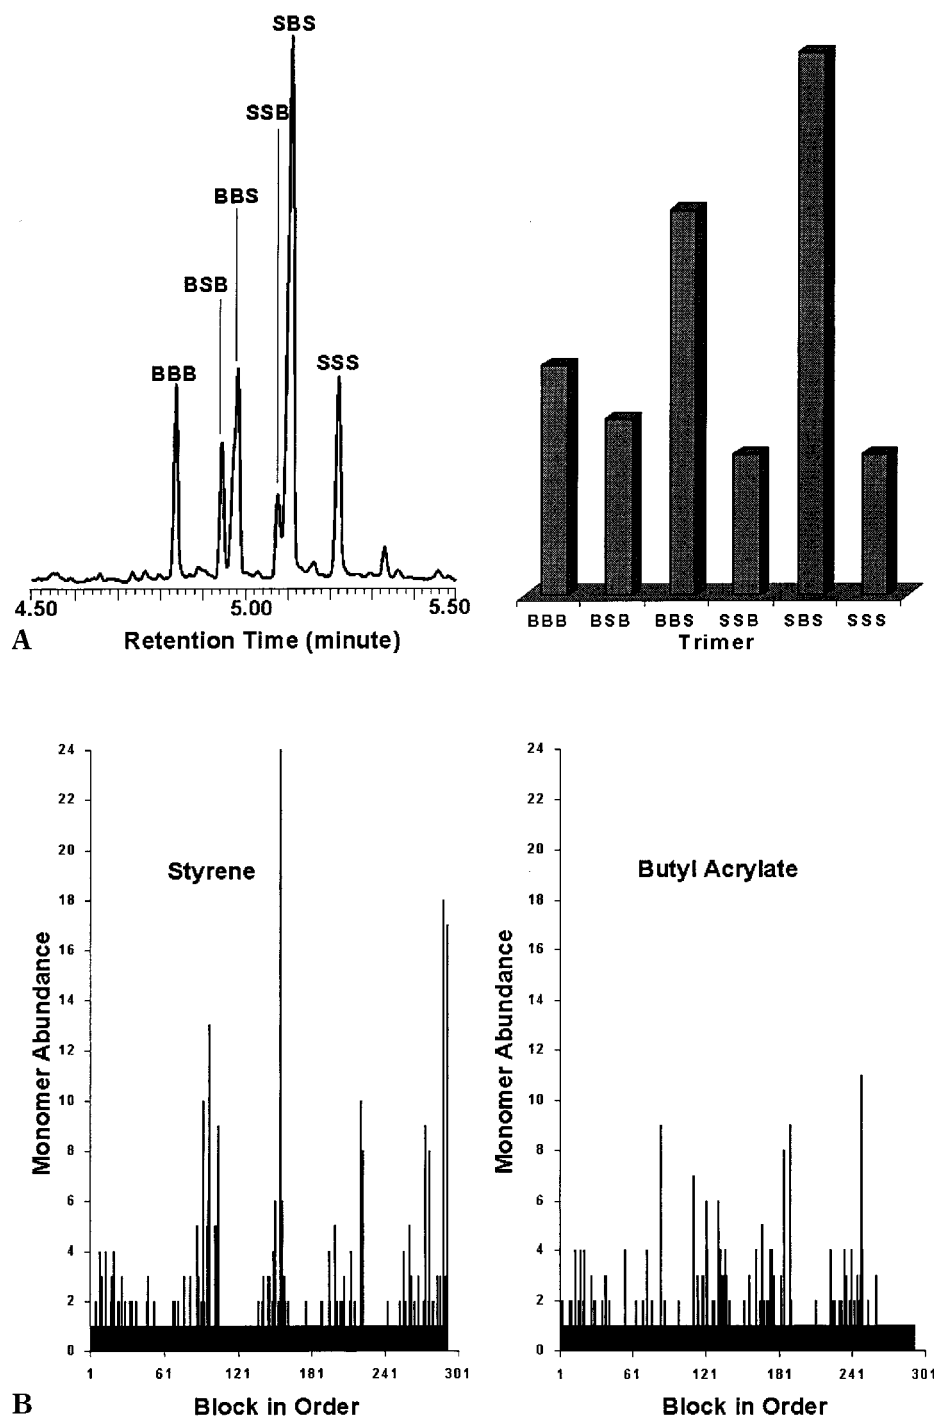 SBS
SSB
BBS
BSB
SSS
BBB
4.50 5.00 5.50
BBB BSB BBS SSB SBS SSS
A Retention Time (minute) Trimer
24 24
22 22
20 20
Styrene Butyl Acrylate
18 18
16 16
14 14
12 12
10 10
8 8
6 6
4 4
2 2
0 0
Monomer Abundance Monomer Abundance
1 61 121 181 241 301 1 61 121 181 241 301
B Block in Order Block in Order